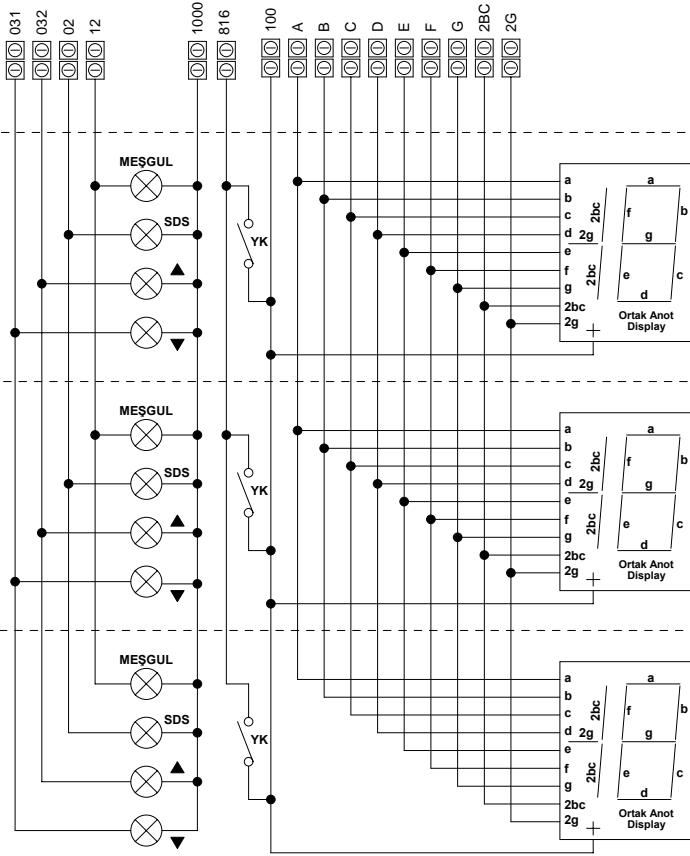 031 032 02 12 1000 816 100 A B C D E F G 2BC 2G
MEŞGUL
SDS
YK
a
b
c
d
e
f
g
2bc
2g
2g
2bc
2bc
a
f
b
g
e
c
d
Ortak Anot
Display
MEŞGUL
SDS
YK
a
b
c
d
e
f
g
2bc
2g
2g
2bc
2bc
a
f
b
g
e
c
d
Ortak Anot
Display
MEŞGUL
SDS
YK
a
b
c
d
e
f
g
2bc
2g
2g
2bc
2bc
a
f
b
g
e
c
d
Ortak Anot
Display